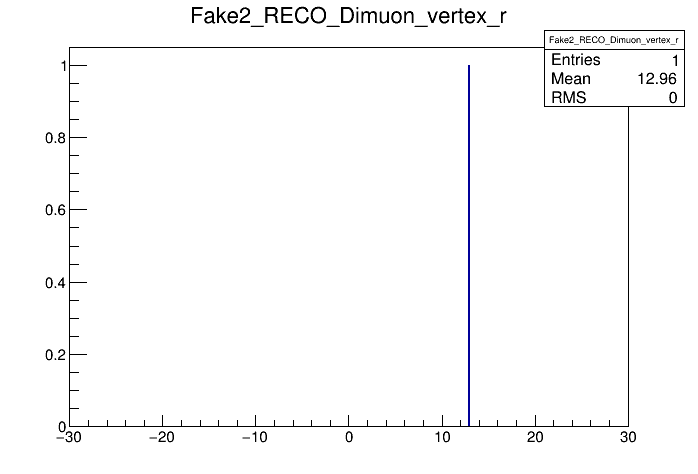 Fake2_RECO_Dimuon_vertex_r
Fake2_RECO_Dimuon_vertex_r
Entries 1
Mean 12.96
RMS 0
1
0.8
0.6
0.4
0.2
0
−30 −20 −10 0 10 20 30